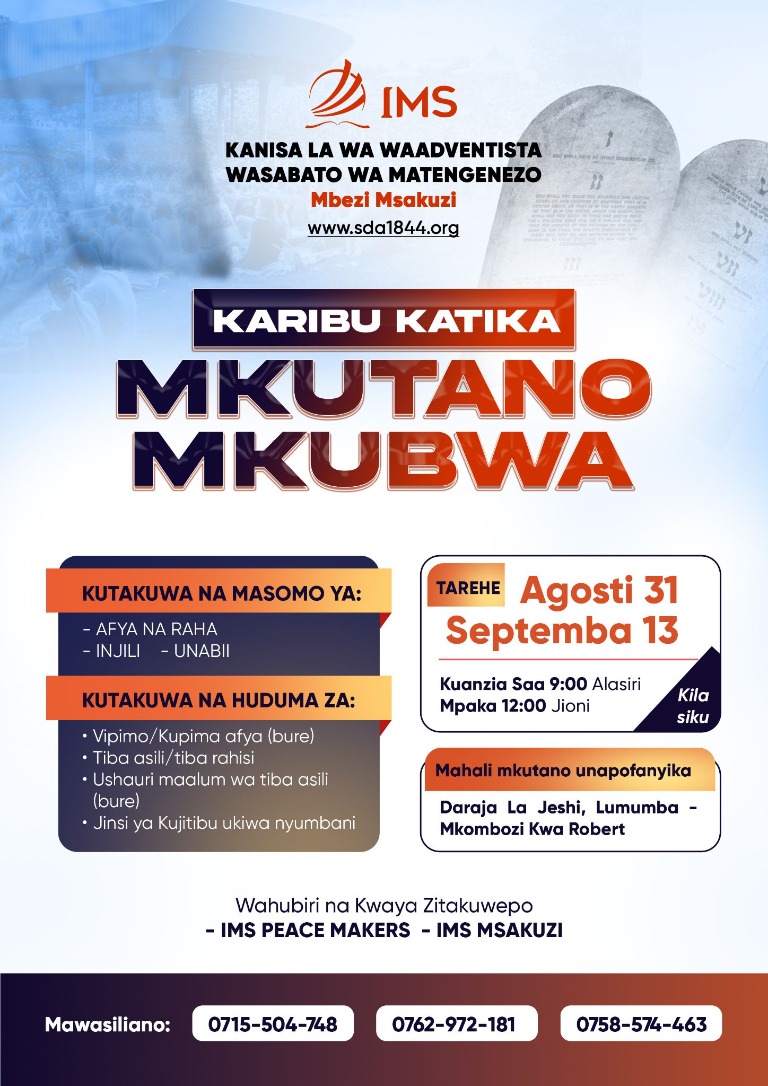 IMS
KANISA LA WA WAADVENTISTA
WASABATO WA MATENGENEZO
Mbezi Msakuzi
www.sda1844.org
KARIBU KATIKA
MKUTANO
MKUBWA
KUTAKUWA NA MASOMO YA:
- AFYA NA RAHA
- INJILI - UNABII
KUTAKUWA NA HUDUMA ZA:
• Vipimo/Kupima afya (bure)
• Tiba asili/tiba rahisi
• Ushauri maalum wa tiba asili
(bure)
• Jinsi ya Kujitibu ukiwa nyumbani
TAREHE Agosti 31
Septemba 13
Kuanzia Saa 9:00 Alasiri
Mpaka 12:00 Jioni
Kila
siku
Mahali mkutano unapofanyika
Daraja La Jeshi, Lumumba -
Mkombozi Kwa Robert
Wahubiri na Kwaya Zitakuwepo
- IMS PEACE MAKERS - IMS MSAKUZI
Mawasiliano: 0715-504-748 0762-972-181 0758-574-463